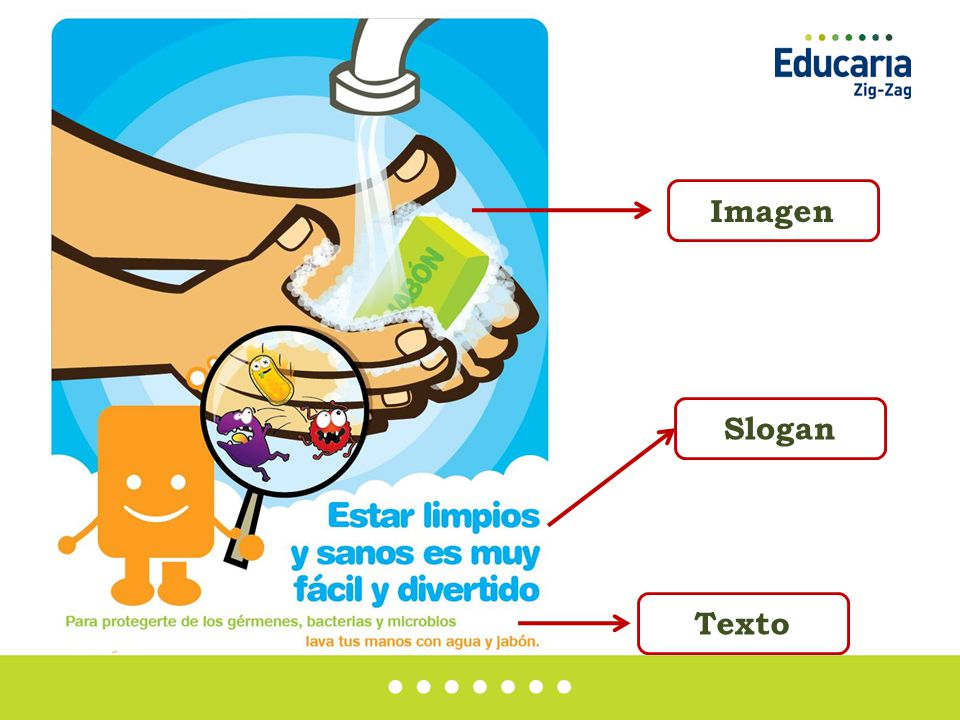 Educaria
Zig-Zag
Imagen
JABÓN
Slogan
Estar limpios
y sanos es muy
fácil y divertido
Para protegerte de los gérmenes, bacterias y microbios
lava tus manos con agua y jabón.
Texto